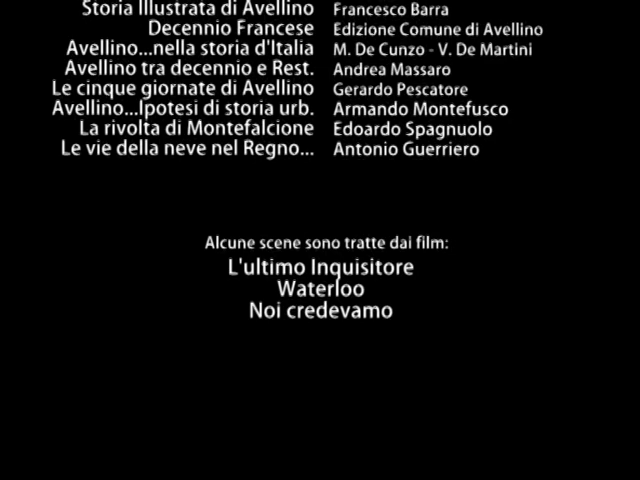 Storia Illustrata di Avellino Francesco Barra
Decennio Francese Edizione Comune di Avellino
Avellino...nella storia d'Italia M. De Cunzo - V. De Martini
Avellino tra decennio e Rest. Andrea Massaro
Le cinque giornate di Avellino Gerardo Pescatore
Avellino...Ipotesi di storia urb. Armando Montefusco
La rivolta di Montefalcione Edoardo Spagnuolo
Le vie della neve nel Regno... Antonio Guerriero
Alcune scene sono tratte dai film:
L'ultimo Inquisitore
Waterloo
Noi credevamo